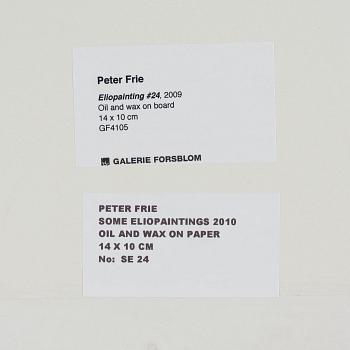 Peter Frie
Eliopainting #24, 2009
Oil and wax on board
14 x 10 cm
GF4105
GALERIE FORSBLOM
PETER FRIE
SOME ELIOPAINTINGS 2010
OIL AND WAX ON PAPER
14 X 10 CM
No: SE 24